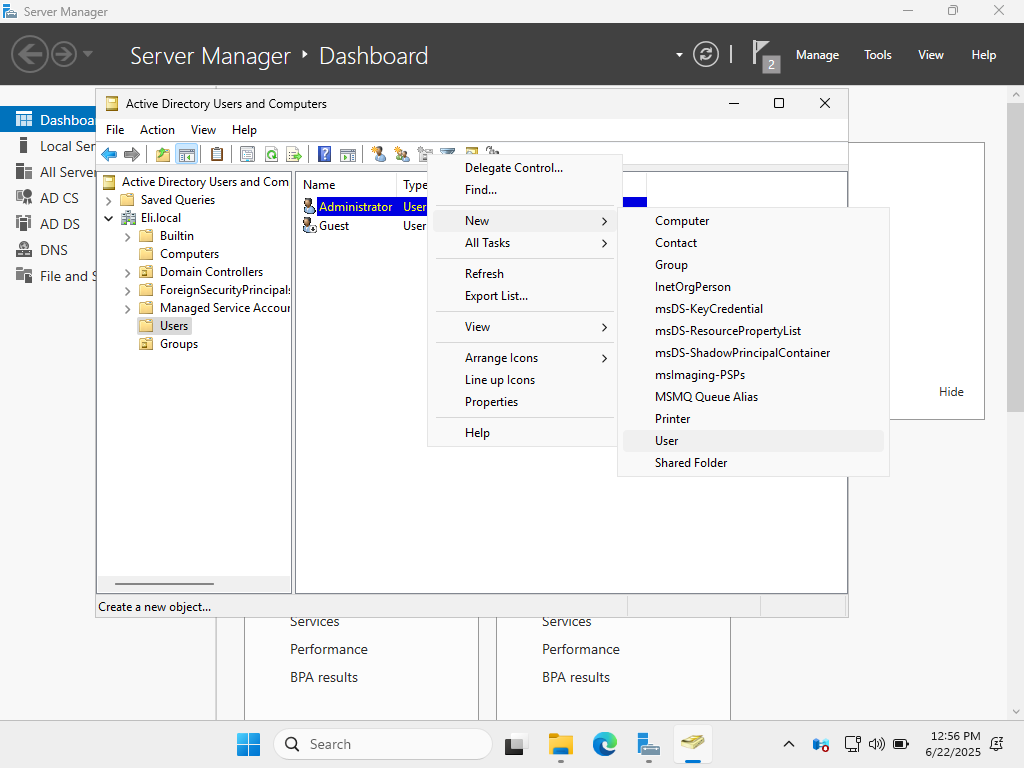 Server Manager
Server Manager
Dashboard
2
Manage
Tools
View
Help
Dashboa
Local Ser
All Server
AD CS
AD DS
DNS
File and S
Active Directory Users and Computers
File
Action
View
Help
Active Directory Users and Com
Saved Queries
Eli.local
Builtin
Computers
Domain Controllers
ForeignSecurityPrincipals
Managed Service Accour
Users
Groups
Name
Type
Administrator
User
Guest
User
Delegate Control...
Find...
New
All Tasks
Refresh
Export List...
View
Arrange Icons
Line up Icons
Properties
Help
Computer
Contact
Group
InetOrgPerson
msDS-KeyCredential
msDS-ResourcePropertyList
msDS-ShadowPrincipalContainer
msImaging-PSPs
MSMQ Queue Alias
Printer
User
Shared Folder
Hide
Create a new object...
Services
Performance
BPA results
Services
Performance
BPA results
Search
12:56 PM
6/22/2025